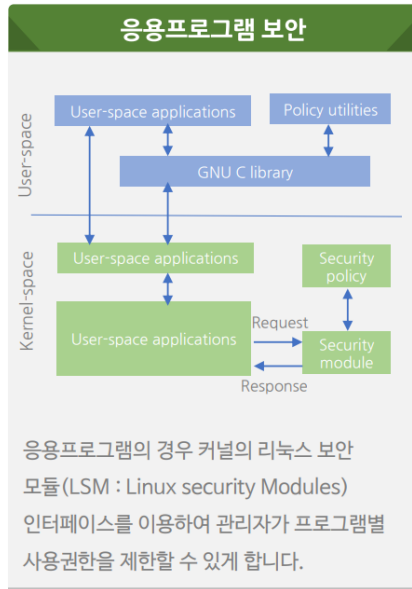 응용프로그램 보안
User-space
User-space applications
Policy utilities
GNU C library
Kernel-space
User-space applications
Security
policy
User-space applications
Request
Response
Security
module
응용프로그램의 경우 커널의 리눅스 보안
모듈(LSM : Linux security Modules)
인터페이스를 이용하여 관리자가 프로그램별
사용권한을 제한할 수 있게 합니다.